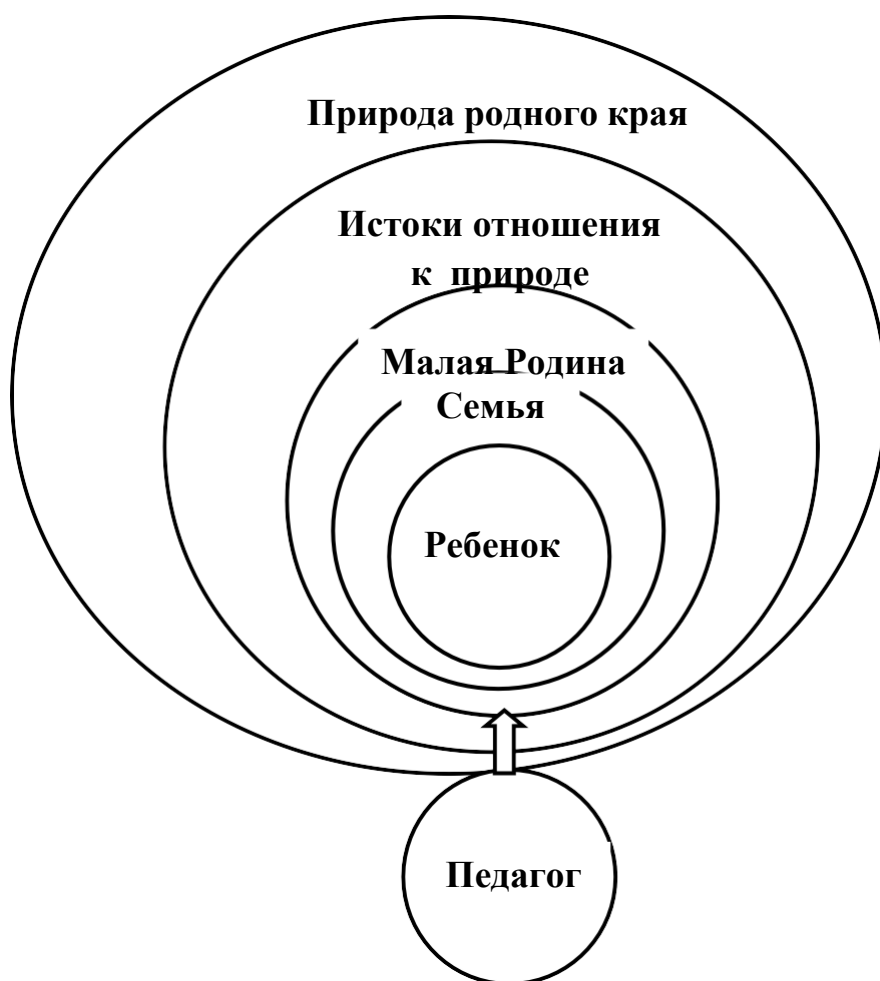 Природа родного края
Истоки отношения
к природе
Малая Родина
Семья
Ребенок
Педагог